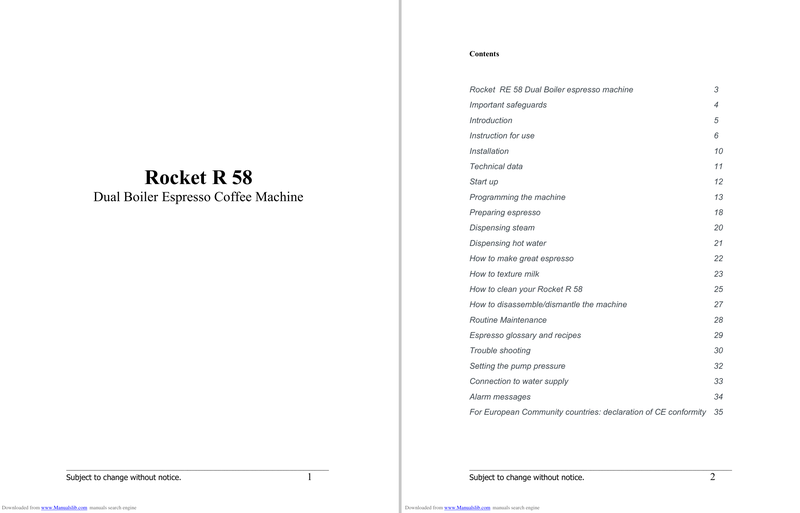 Rocket R 58
Dual Boiler Espresso Coffee Machine
Subject to change without notice. 1
Downloaded from www.Manualslib.com manuals search engine
Contents
Rocket RE 58 Dual Boiler espresso machine 3
Important safeguards 4
Introduction 5
Instruction for use 6
Installation 10
Technical data 11
Start up 12
Programming the machine 13
Preparing espresso 18
Dispensing steam 20
Dispensing hot water 21
How to make great espresso 22
How to texture milk 23
How to clean your Rocket R 58 25
How to disassemble/dismantle the machine 27
Routine Maintenance 28
Espresso glossary and recipes 29
Trouble shooting 30
Setting the pump pressure 32
Connection to water supply 33
Alarm messages 34
For European Community countries: declaration of CE conformity 35
Subject to change without notice. 2
Downloaded from www.Manualslib.com manuals search engine